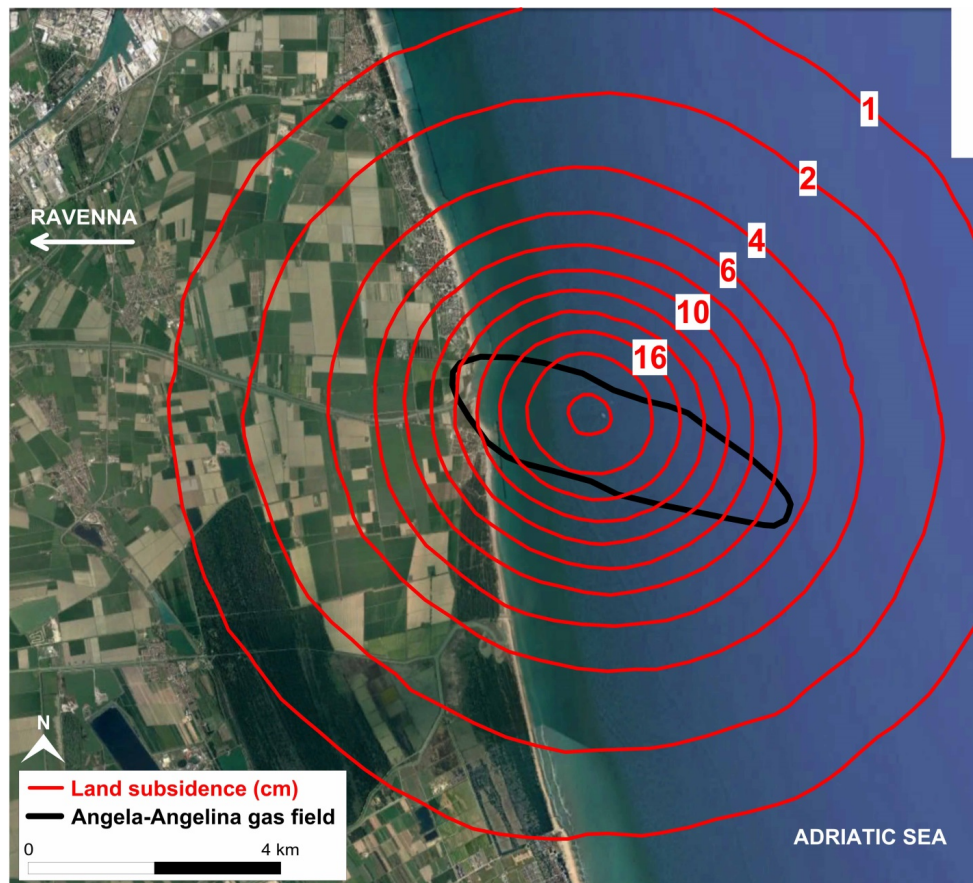 1
2
RAVENNA
4
6
10
16
N
Land subsidence (cm)
Angela-Angelina gas field
0 4 km
ADRIATIC SEA